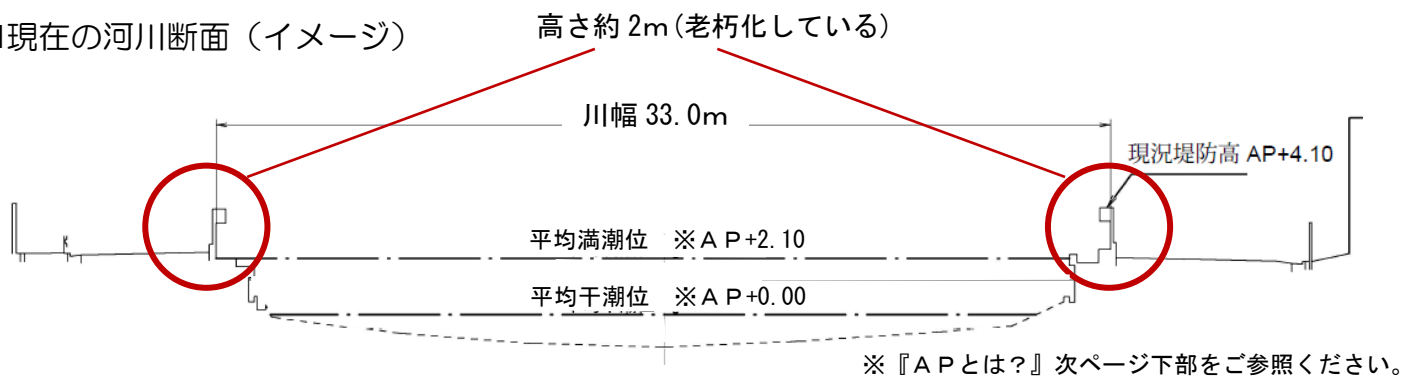 現在の河川断面（イメージ）
高さ約 2m(老朽化している)
川幅 33.0m
現況堤防高 AP+4.10
平均満潮位 ※ＡＰ+2.10
平均干潮位 ※ＡＰ+0.00
※『ＡＰとは？』次ページ下部をご参照ください。